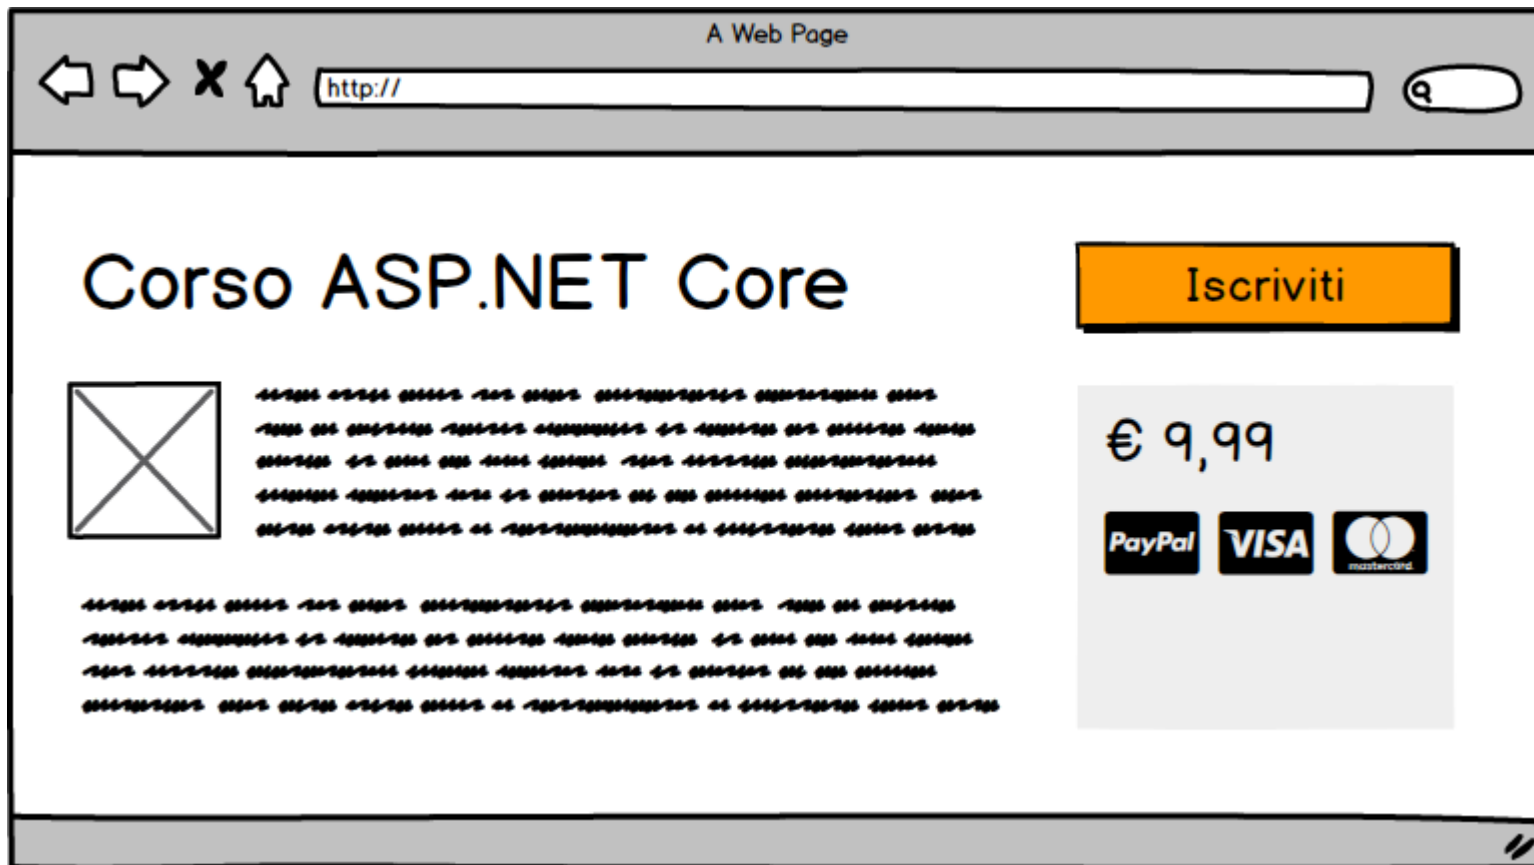 A Web Page
http://
Corso ASP.NET Core
Iscriviti
€ 9,99
PayPal VISA mastercard.